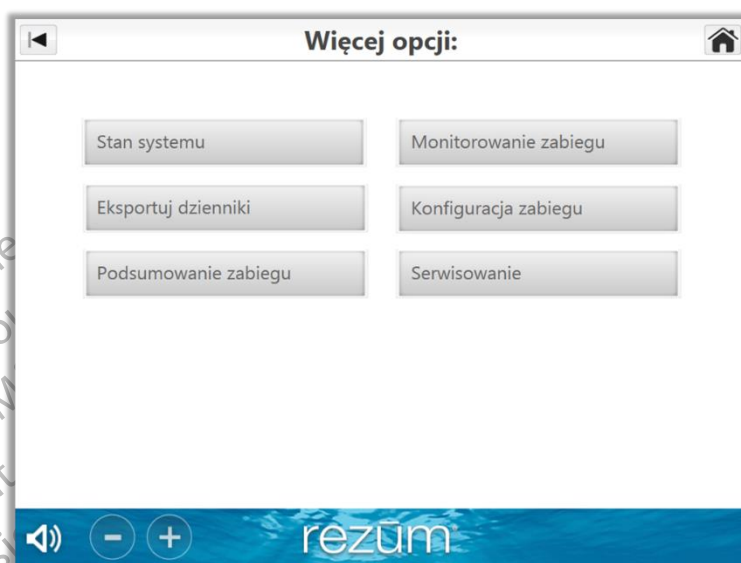 Więcej opcji:
Stan systemu
Monitorowanie zabiegu
Eksportuj dzienniki
Konfiguracja zabiegu
Podsumowanie zabiegu
Serwisowanie
rezūm